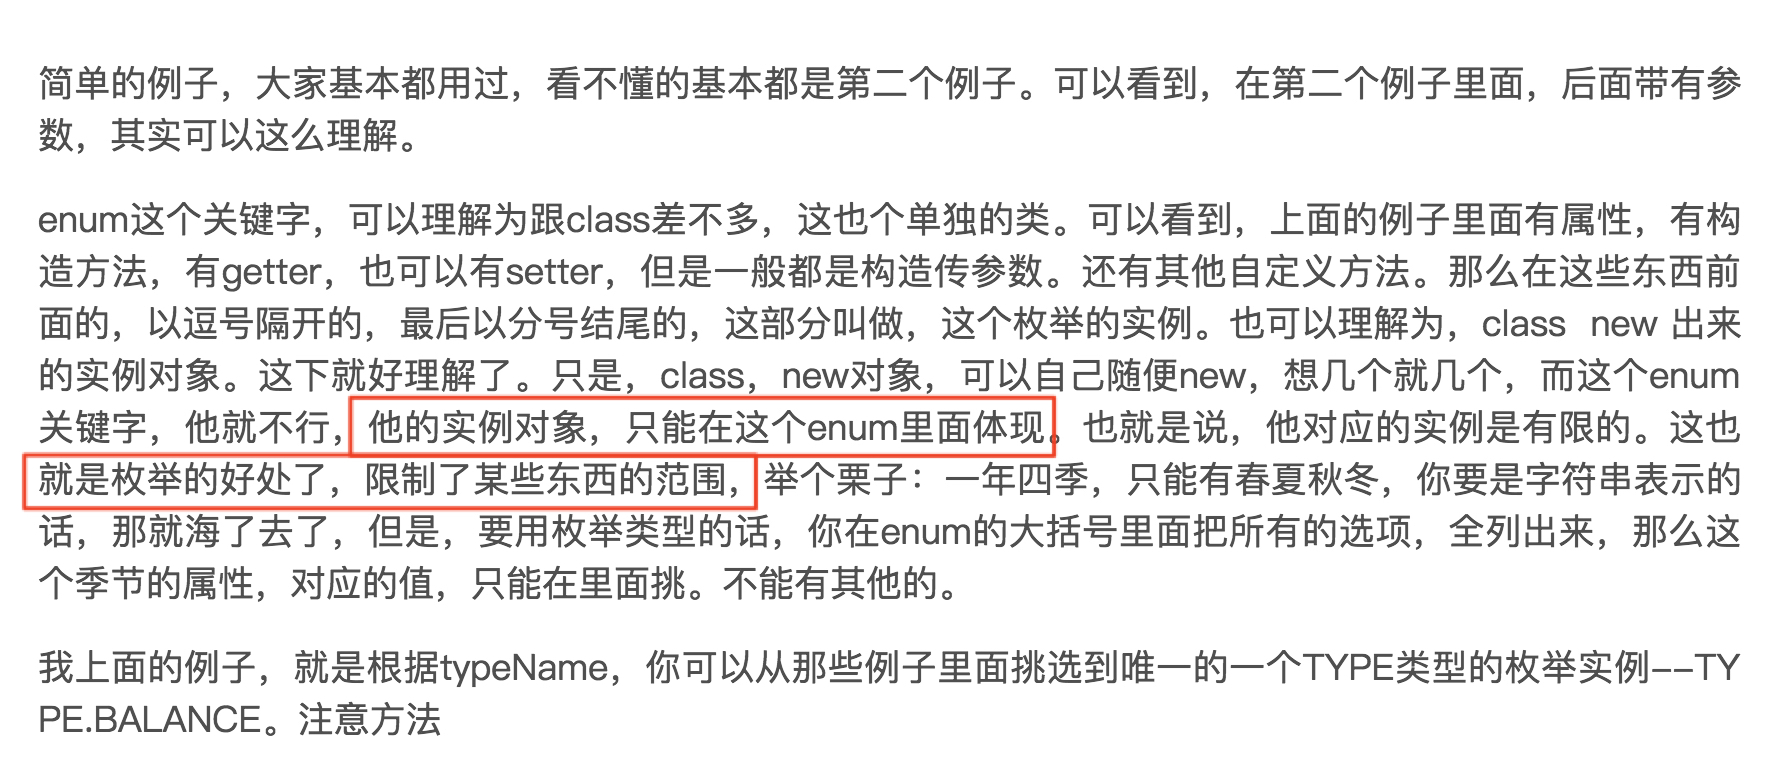 简单的例子，大家基本都用过，看不懂的基本都是第二个例子。可以看到，在第二个例子里面，后面带有参
数，其实可以这么理解。
enum这个关键字，可以理解为跟class差不多，这也个单独的类。可以看到，上面的例子里面有属性，有构
造方法，有getter，也可以有setter，但是一般都是构造传参数。还有其他自定义方法。那么在这些东西前
面的，以逗号隔开的，最后以分号结尾的，这部分叫做，这个枚举的实例。也可以理解为，class  new 出来
的实例对象。这下就好理解了。只是，class，new对象，可以自己随便new，想几个就几个，而这个enum
关键字，他就不行，他的实例对象，只能在这个enum里面体现。也就是说，他对应的实例是有限的。这也
就是枚举的好处了，限制了某些东西的范围，举个栗子：一年四季，只能有春夏秋冬，你要是字符串表示的
话，那就海了去了，但是，要用枚举类型的话，你在enum的大括号里面把所有的选项，全列出来，那么这
个季节的属性，对应的值，只能在里面挑。不能有其他的。
我上面的例子，就是根据typeName，你可以从那些例子里面挑选到唯一的一个TYPE类型的枚举实例--TY
PE.BALANCE。注意方法